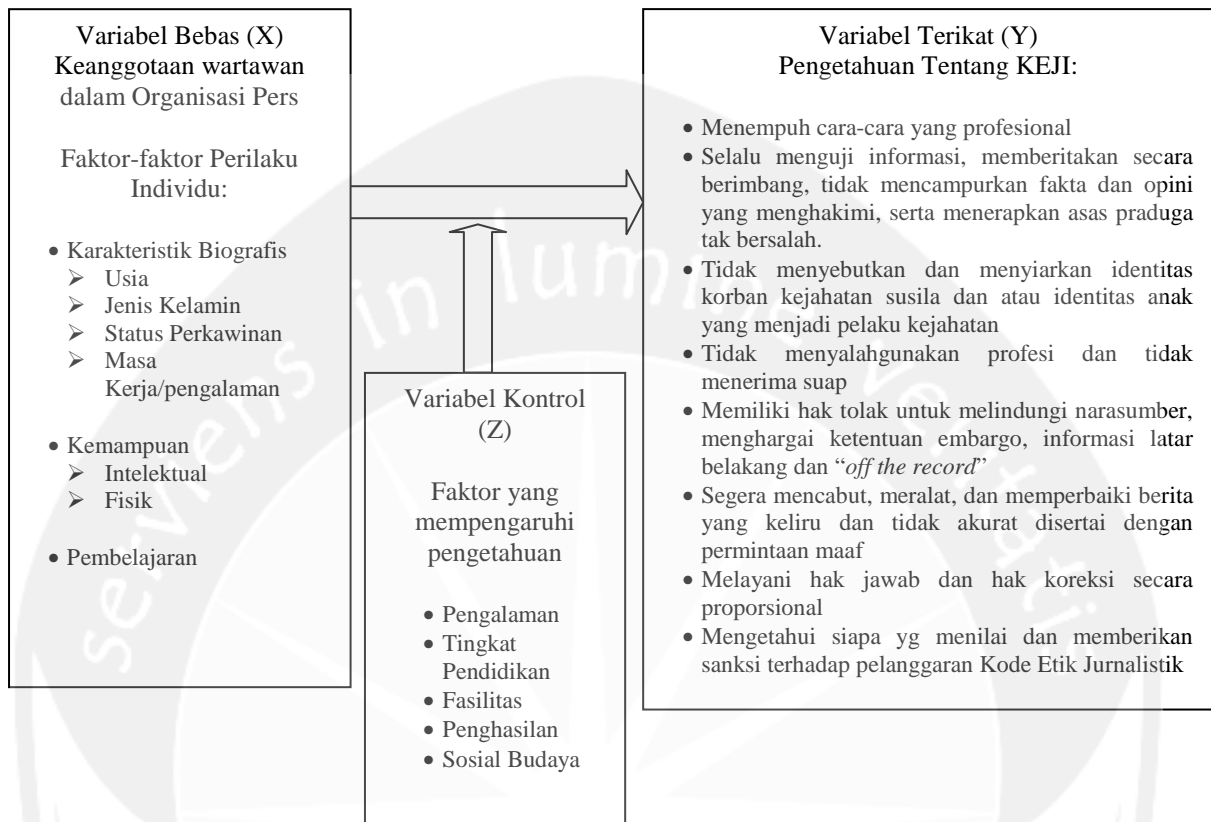 Variabel Bebas (X)
Keanggotaan wartawan
dalam Organisasi Pers
Faktor-faktor Perilaku
Individu:
• Karakteristik Biografis
➢ Usia
➢ Jenis Kelamin
➢ Status Perkawinan
➢ Masa
Kerja/pengalaman
• Kemampuan
➢ Intelektual
➢ Fisik
• Pembelajaran
Variabel Kontrol
(Z)
Faktor yang
mempengaruhi
pengetahuan
• Pengalaman
• Tingkat
Pendidikan
• Fasilitas
• Penghasilan
• Sosial Budaya
Variabel Terikat (Y)
Pengetahuan Tentang KEJI:
• Menempuh cara-cara yang profesional
• Selalu menguji informasi, memberitakan secara
berimbang, tidak mencampurkan fakta dan opini
yang menghakimi, serta menerapkan asas praduga
tak bersalah.
• Tidak menyebutkan dan menyiarkan identitas
korban kejahatan susila dan atau identitas anak
yang menjadi pelaku kejahatan
• Tidak menyalahgunakan profesi dan tidak
menerima suap
• Memiliki hak tolak untuk melindungi narasumber,
menghargai ketentuan embargo, informasi latar
belakang dan “off the record”
• Segera mencabut, meralat, dan memperbaiki berita
yang keliru dan tidak akurat disertai dengan
permintaan maaf
• Melayani hak jawab dan hak koreksi secara
proporsional
• Mengetahui siapa yg menilai dan memberikan
sanksi terhadap pelanggaran Kode Etik Jurnalistik
serviens in lumine veritatis